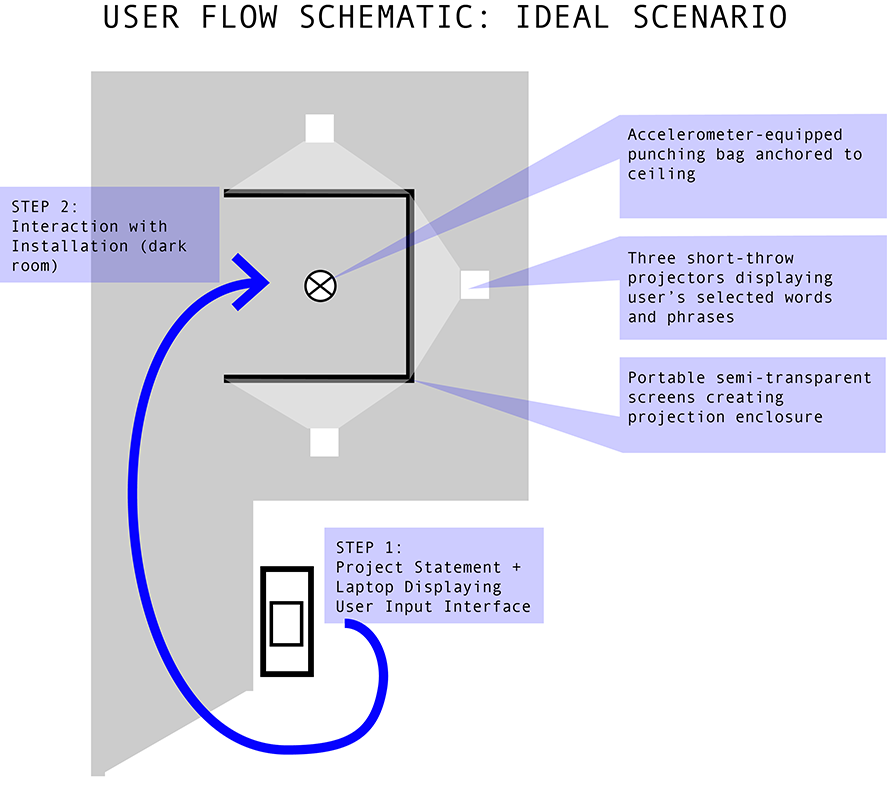 USER FLOW SCHEMATIC: IDEAL SCENARIO
Accelerometer-equipped
punching bag anchored to
ceiling
STEP 2:
Interaction with
Installation (dark
room)
Three short-throw
projectors displaying
user's selected words
and phrases
Portable semi-transparent
screens creating
projection enclosure
STEP 1:
Project Statement +
Laptop Displaying
User Input Interface